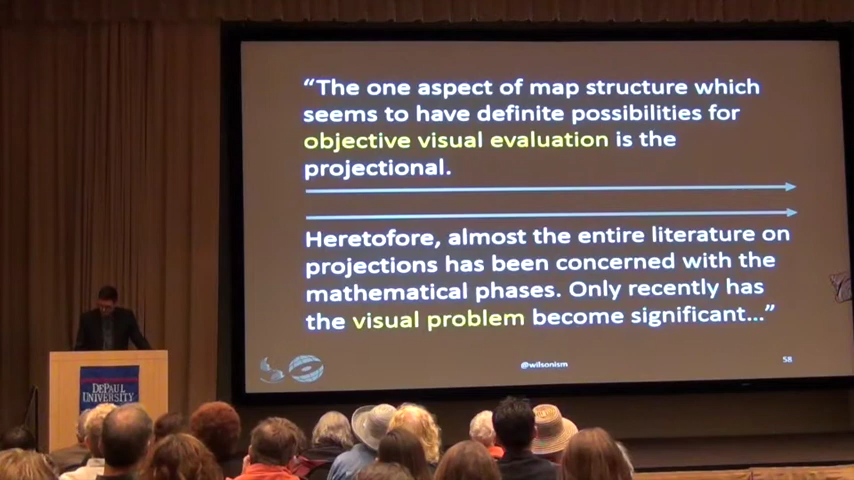 “The one aspect of map structure which
seems to have definite possibilities for
objective visual evaluation is the
projectional.
Heretofore, almost the entire literature on
projections has been concerned with the
mathematical phases. Only recently has
the visual problem become significant…”
@wilsonism
58
DEPAUL
UNIVERSITY